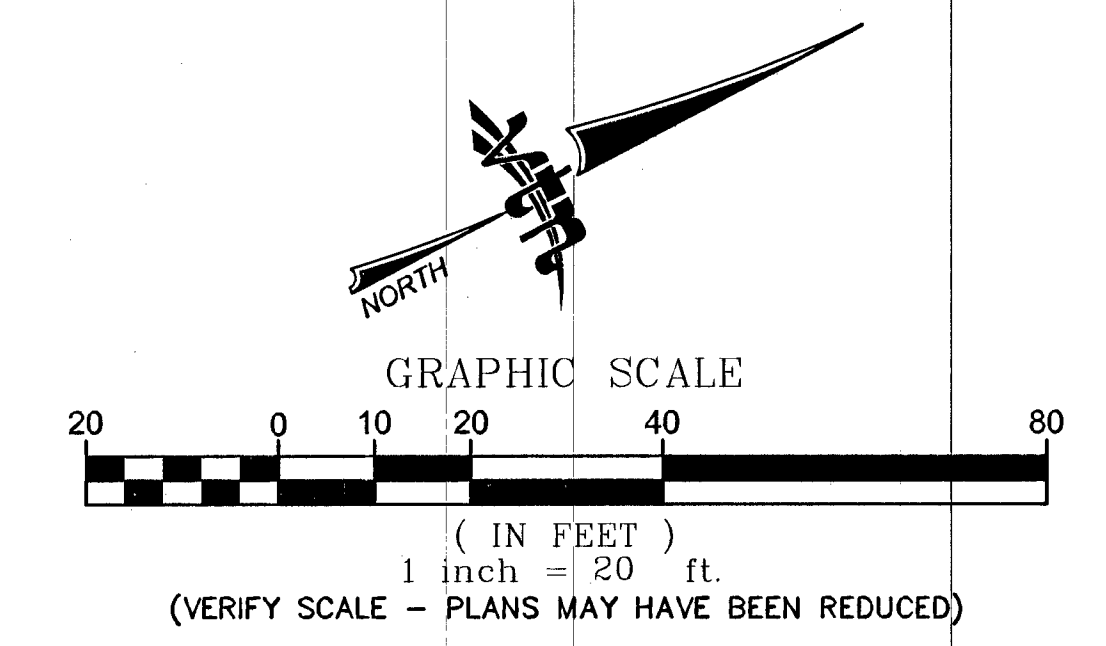 NORTH
GRAPHIC SCALE
20 0 10 20 40 80
( IN FEET )
1 inch = 20 ft.
(VERIFY SCALE – PLANS MAY HAVE BEEN REDUCED)